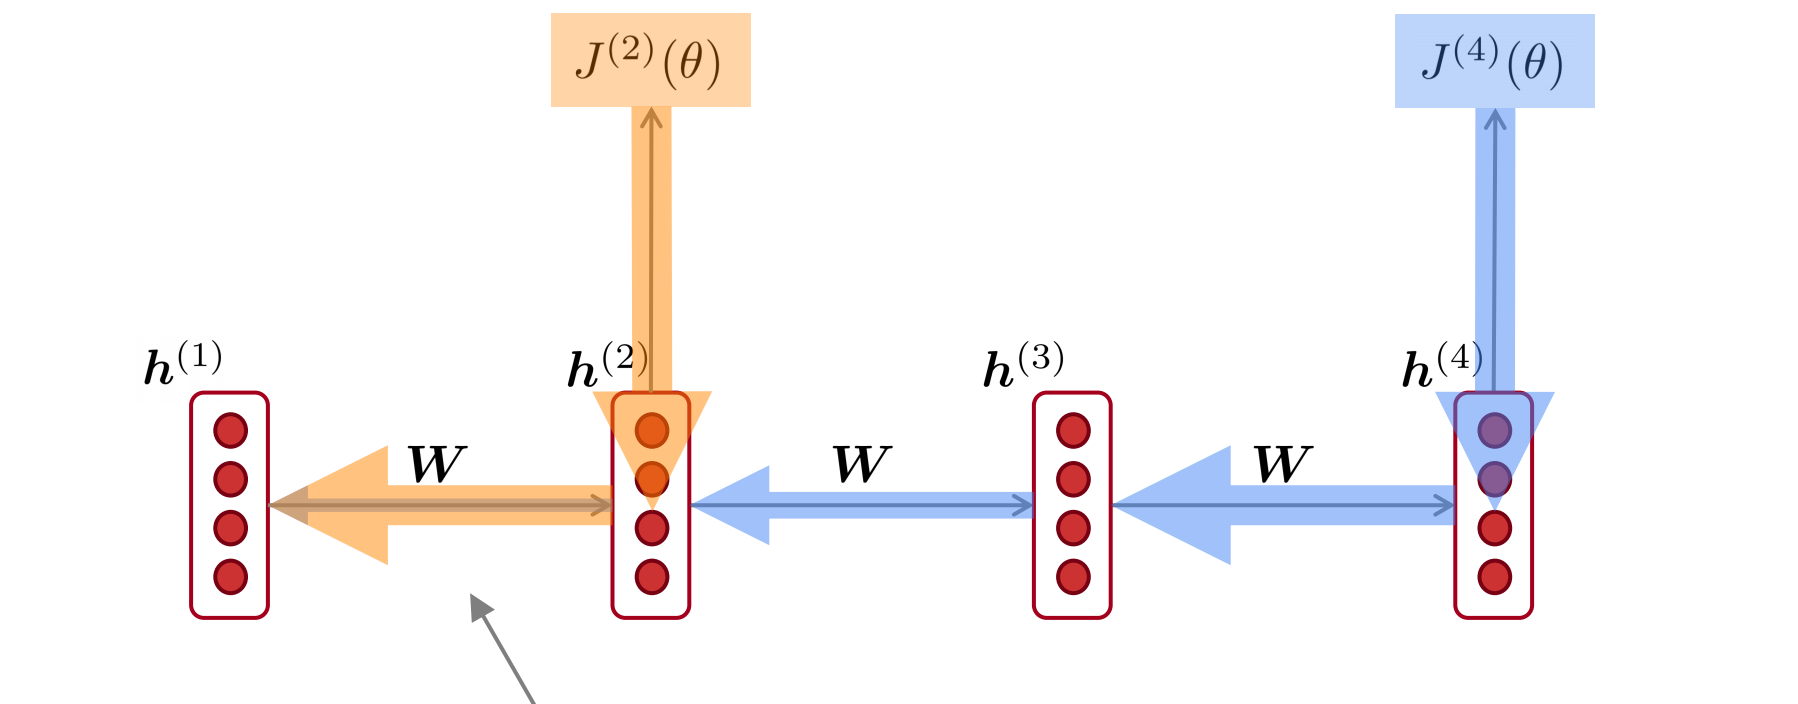 J^{(2)}(θ) J^{(4)}(θ)
h^{(1)} h^{(2)} h^{(3)} h^{(4)}
W W W